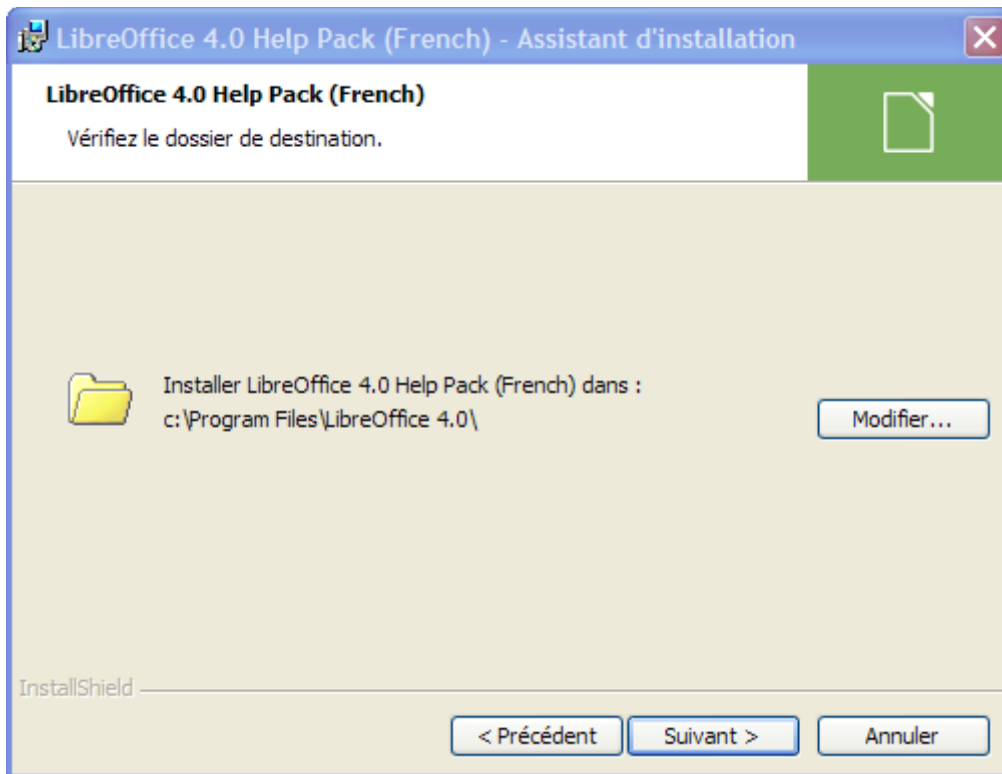 LibreOffice 4.0 Help Pack (French) - Assistant d'installation
LibreOffice 4.0 Help Pack (French)
Vérifiez le dossier de destination.
Installer LibreOffice 4.0 Help Pack (French) dans :
c:\Program Files\LibreOffice 4.0\
Modifier...
InstallShield
< Précédent
Suivant >
Annuler